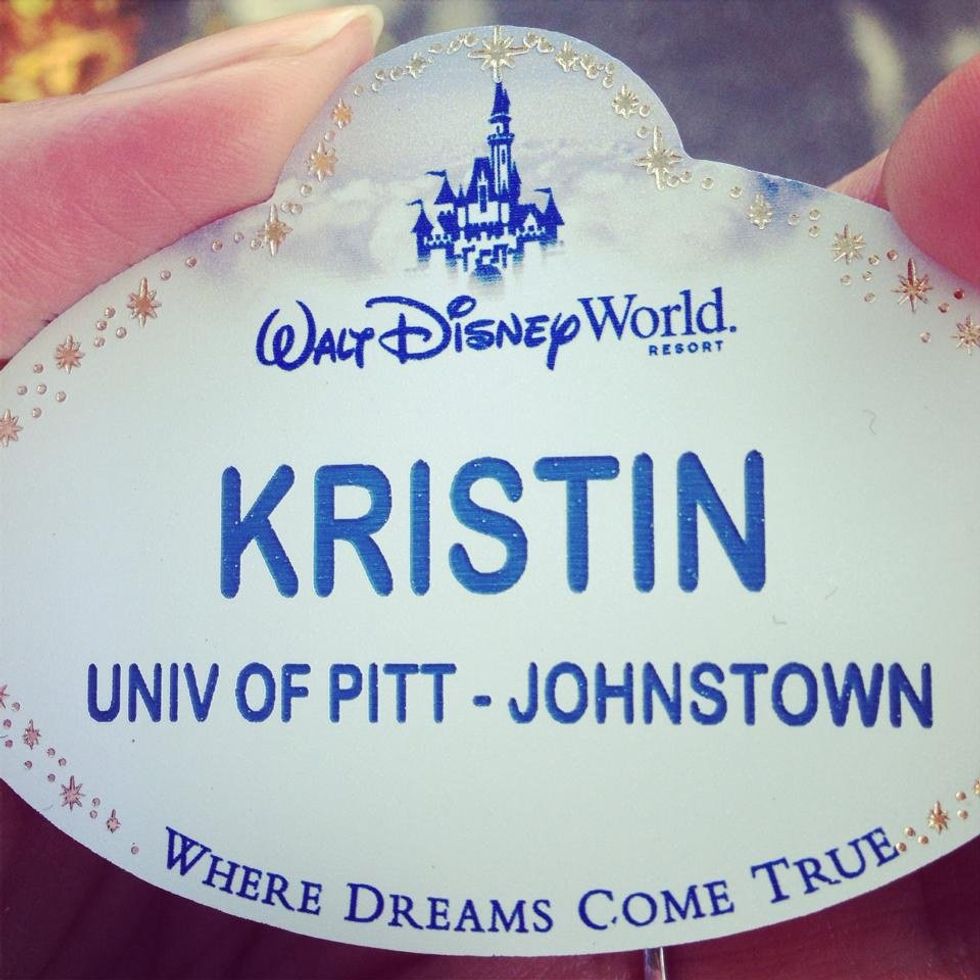 Walt Disney World.
RESORT
KRISTIN
UNIV OF PITT - JOHNSTOWN
WHERE DREAMS COME TRUE